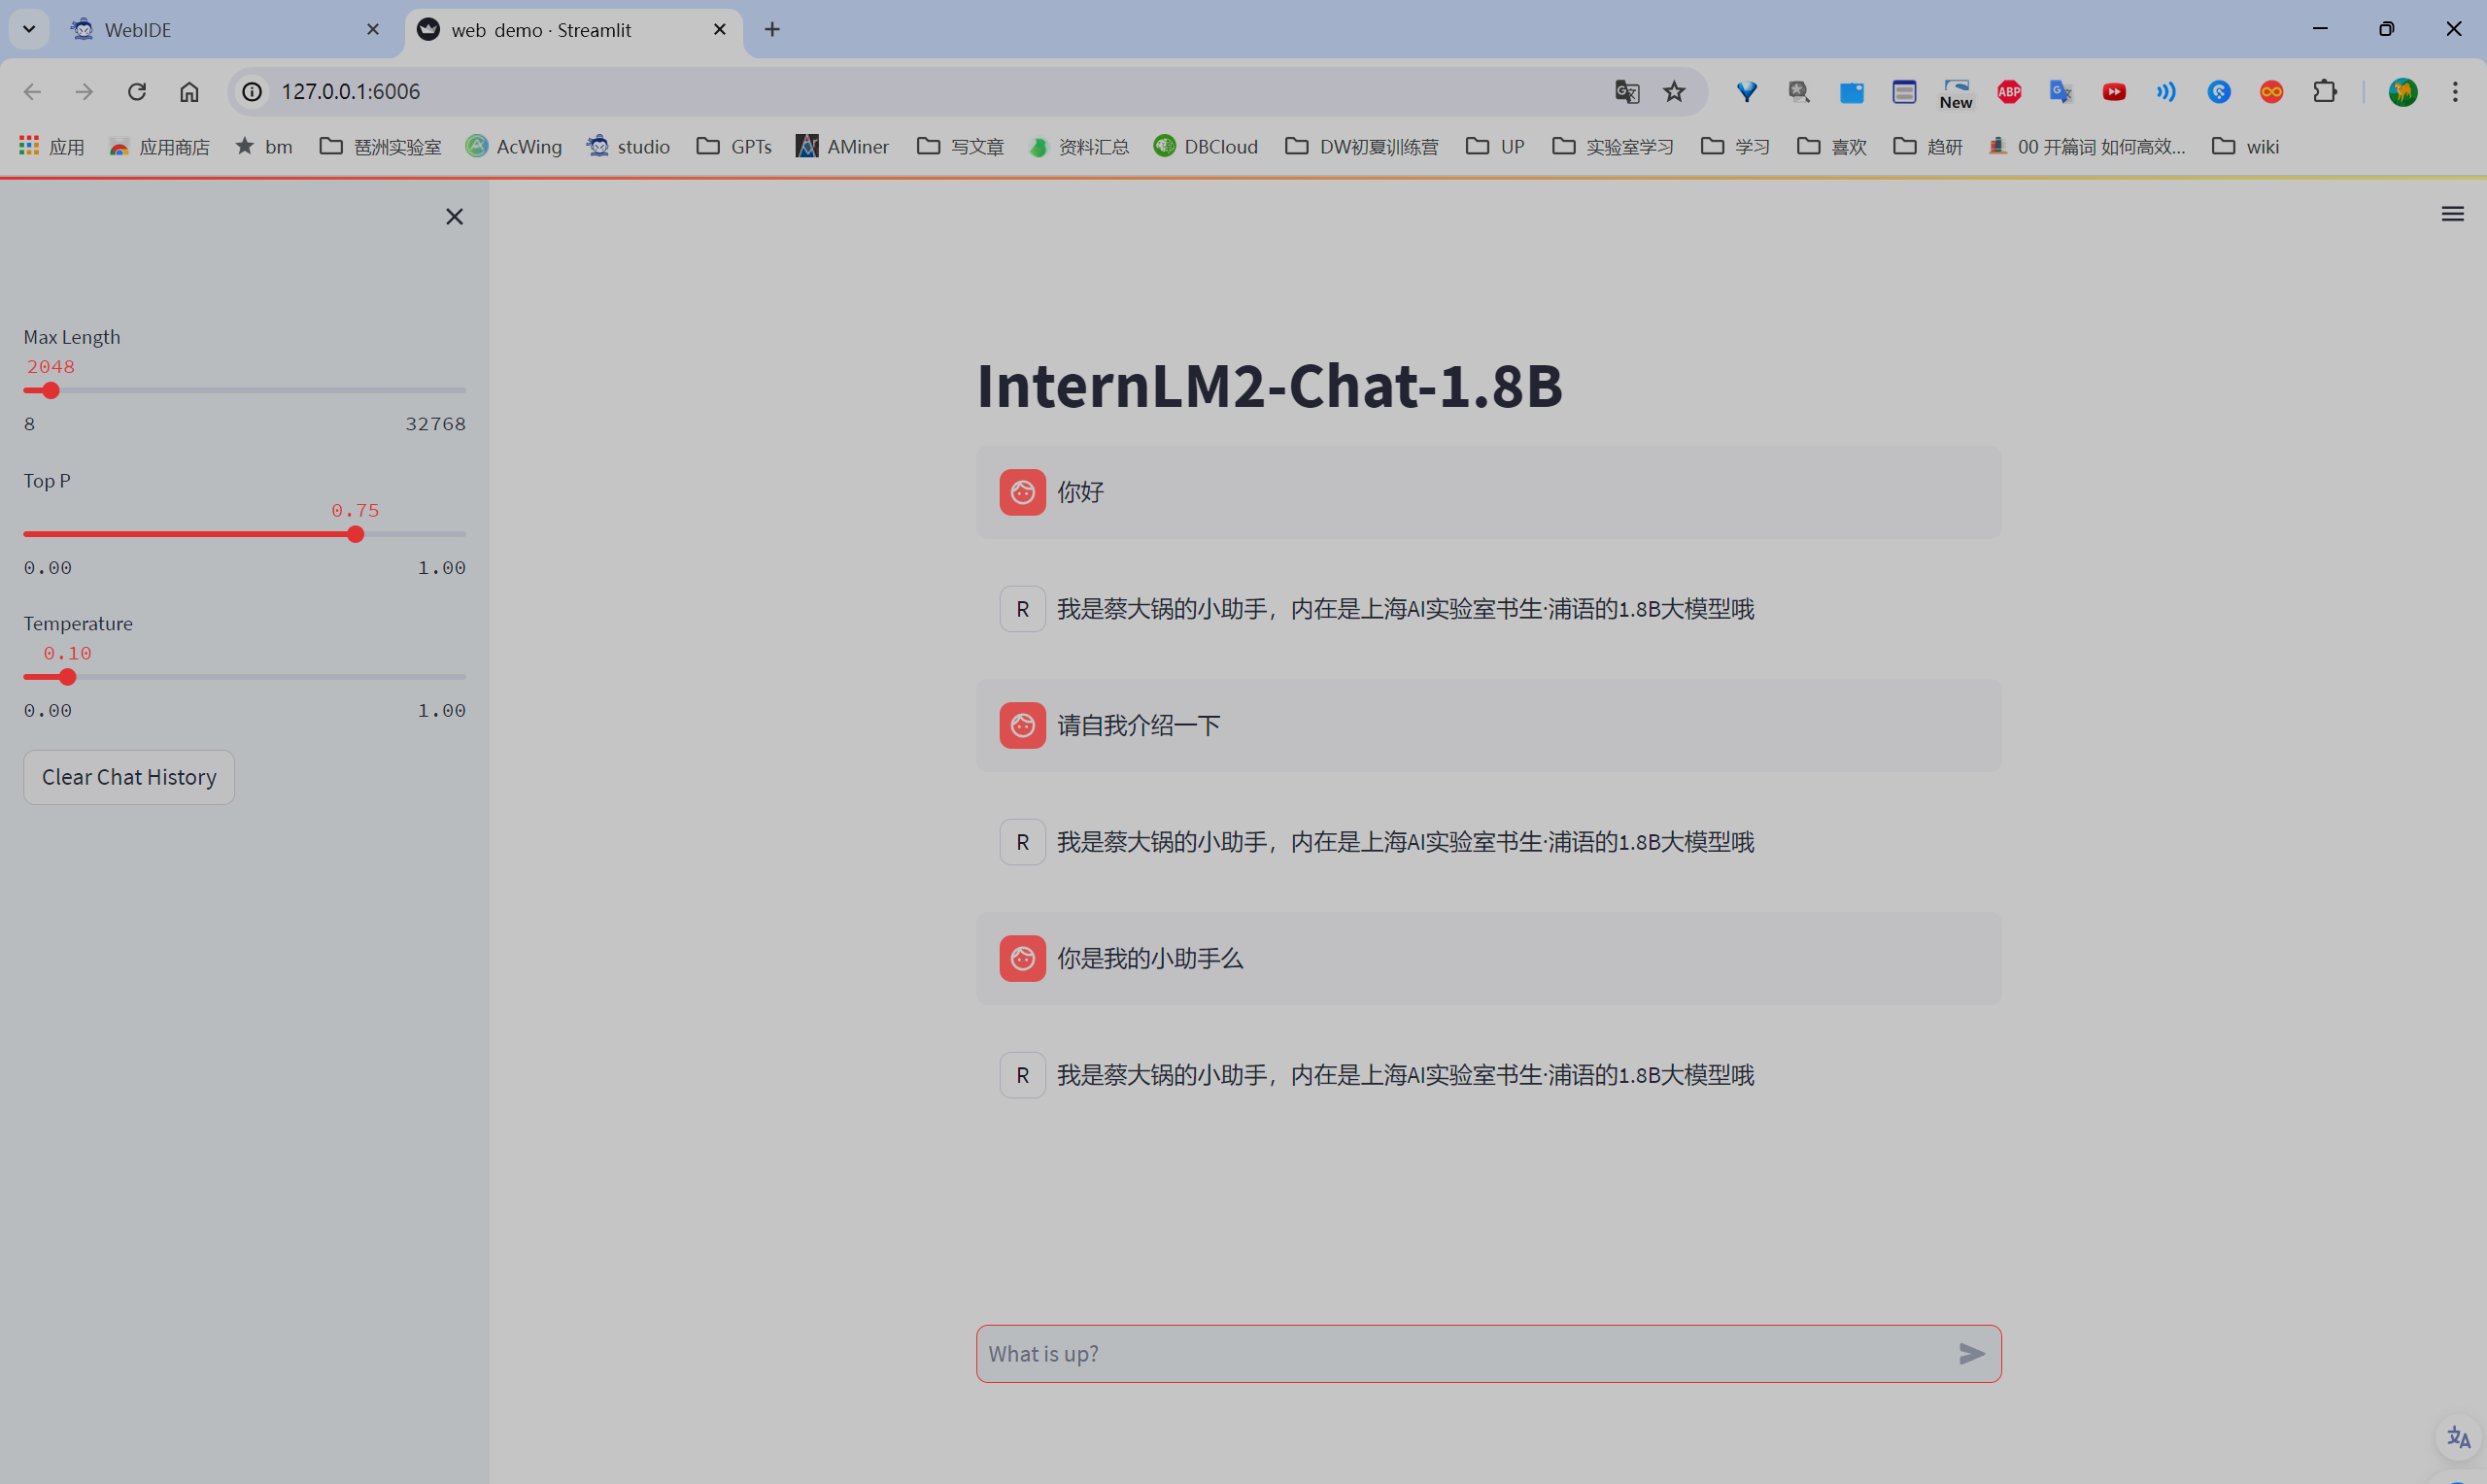 WebIDE
web demo · Streamlit
127.0.0.1:6006
New
ABP
应用
应用商店
bm
琶洲实验室
AcWing
studio
GPTs
AMiner
写文章
资料汇总
DBCloud
DW初夏训练营
UP
实验室学习
学习
喜欢
趋研
00 开篇词 如何高效...
wiki
Max Length
2048
8
32768
Top P
0.75
0.00
1.00
Temperature
0.10
0.00
1.00
Clear Chat History
InternLM2-Chat-1.8B
你好
R
我是蔡大锅的小助手，内在是上海AI实验室书生·浦语的1.8B大模型哦
请自我介绍一下
R
我是蔡大锅的小助手，内在是上海AI实验室书生·浦语的1.8B大模型哦
你是我的小助手么
R
我是蔡大锅的小助手，内在是上海AI实验室书生·浦语的1.8B大模型哦
What is up?